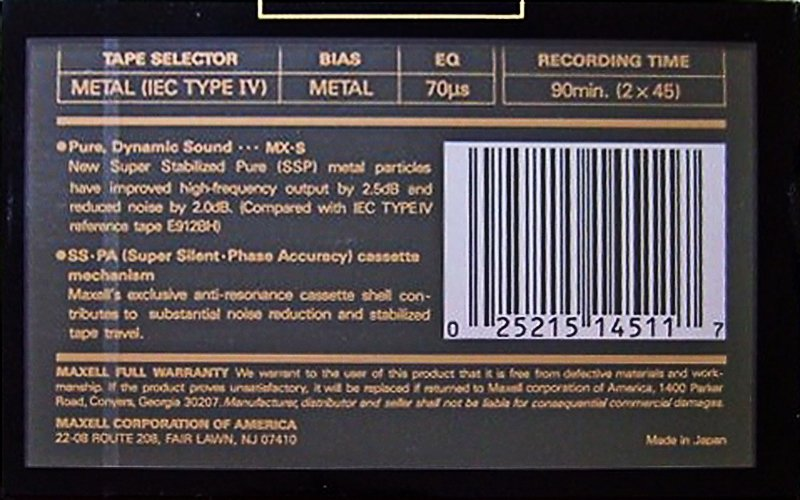 TAPE SELECTOR BIAS EQ RECORDING TIME
METAL (IEC TYPE IV) METAL 70µs 90min. (2 x 45)
●Pure, Dynamic Sound ··· MX-S
New Super Stabilized Pure (SSP) metal particles
have improved high-frequency output by 2.5dB and
reduced noise by 2.0dB. (Compared with IEC TYPE IV
reference tape E912BH)
●SS·PA (Super Silent·Phase Accuracy) cassette
mechanism
Maxell's exclusive anti-resonance cassette shell con-
tributes to substantial noise reduction and stabilized
tape travel.
0 25215 14511 7
MAXELL FULL WARRANTY We warrant to the user of this product that it is free from defective materials and work-
manship. If the product proves unsatisfactory, it will be replaced if returned to Maxell corporation of America, 1400 Parker
Road, Conyers, Georgia 30207. Manufacturer, distributor and seller shall not be liable for consequential commercial damages.
MAXELL CORPORATION OF AMERICA
22-08 ROUTE 208, FAIR LAWN, NJ 07410
Made in Japan